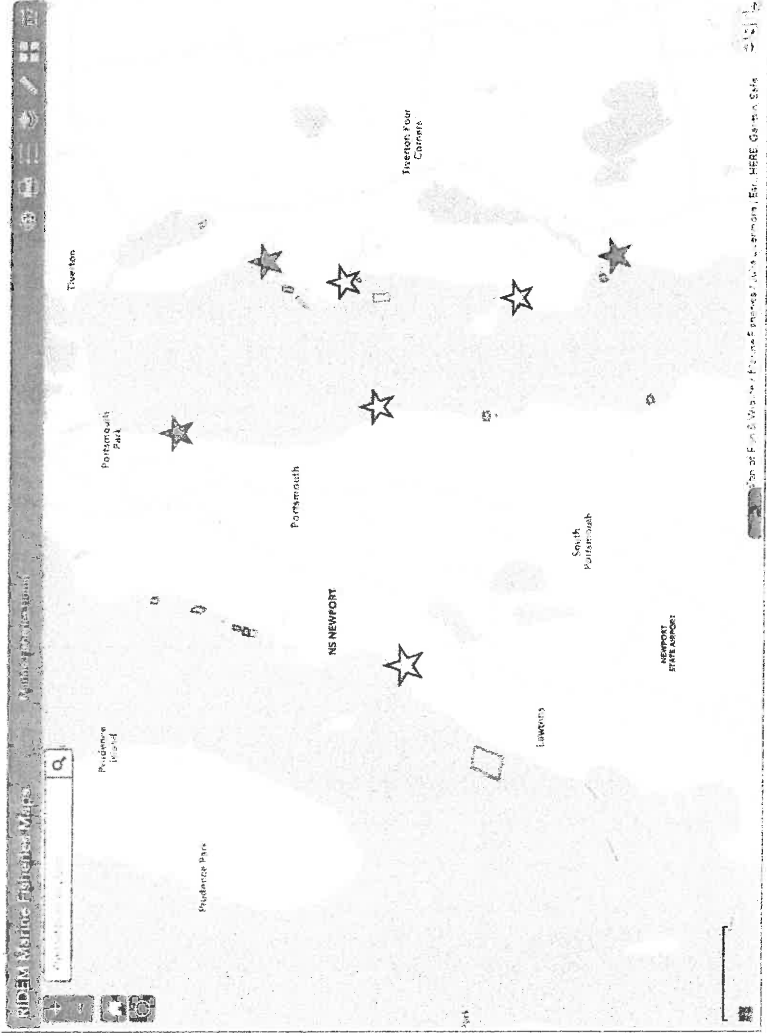 RIDEM Marine Fisheries Maps
Tiverton
Portsmouth
Park
Prudence
Island
Prudence Park
Portsmouth
NS NEWPORT
Tiverton Four
Corners
Lawtons
South
Portsmouth
NEWPORT
STATE AIRPORT
Park